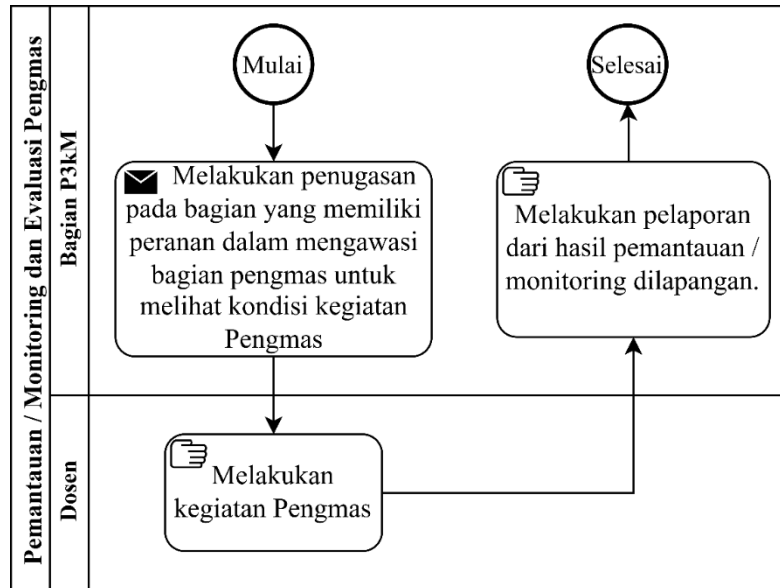 Pemantauan / Monitoring dan Evaluasi Pengmas
Bagian P3kM
Mulai
Melakukan penugasan
pada bagian yang memiliki
peranan dalam mengawasi
bagian pengmas untuk
melihat kondisi kegiatan
Pengmas
Selesai
Melakukan pelaporan
dari hasil pemantauan /
monitoring dilapangan.
Dosen
Melakukan
kegiatan Pengmas